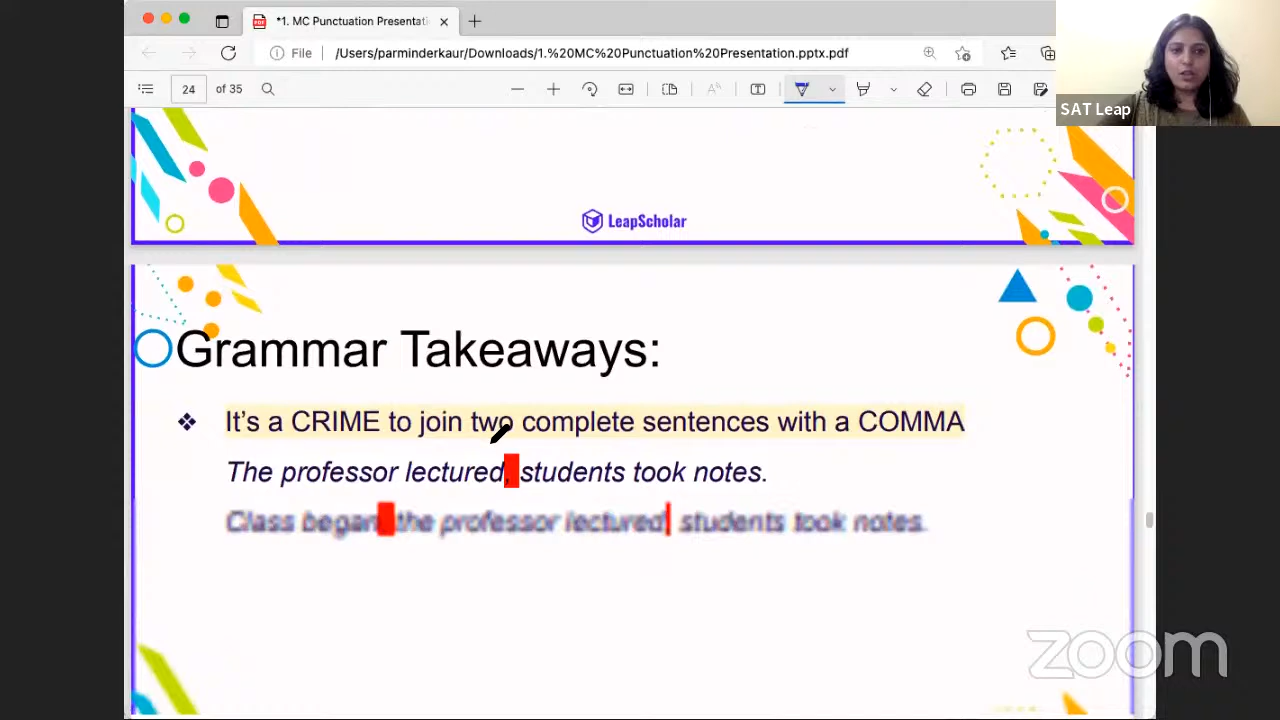 *1. MC Punctuation Presentati
File
/Users/parminderkaur/Downloads/1.%20MC%20Punctuation%20Presentation.pptx.pdf
24 of 35
SAT Leap
LeapScholar
Grammar Takeaways:
It's a CRIME to join two complete sentences with a COMMA
The professor lectured, students took notes.
Class began the professor lectured students took notes.
zoom